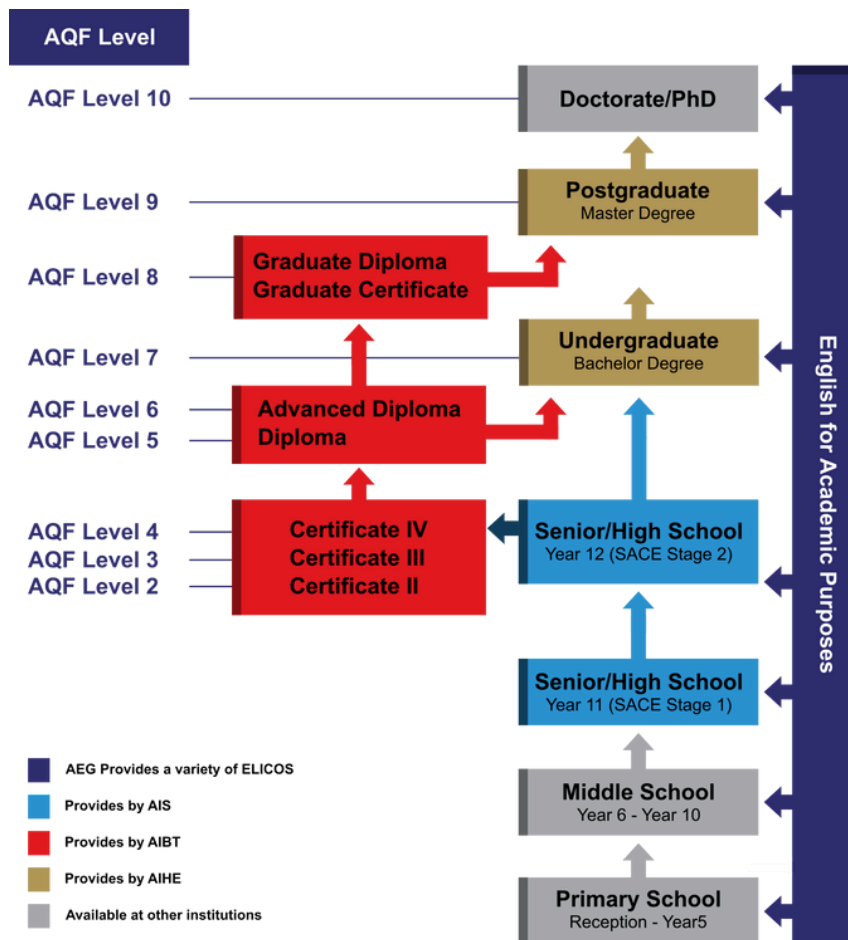 AQF Level
AQF Level 10
Doctorate/PhD
AQF Level 9
Postgraduate
Master Degree
AQF Level 8
Graduate Diploma
Graduate Certificate
AQF Level 7
Undergraduate
Bachelor Degree
AQF Level 6
Advanced Diploma
AQF Level 5
Diploma
AQF Level 4
Certificate IV
AQF Level 3
Certificate III
AQF Level 2
Certificate II
Senior/High School
Year 12 (SACE Stage 2)
Senior/High School
Year 11 (SACE Stage 1)
Middle School
Year 6 - Year 10
Primary School
Reception - Year5
English for Academic Purposes
AEG Provides a variety of ELICOS
Provides by AIS
Provides by AIBT
Provides by AIHE
Available at other institutions